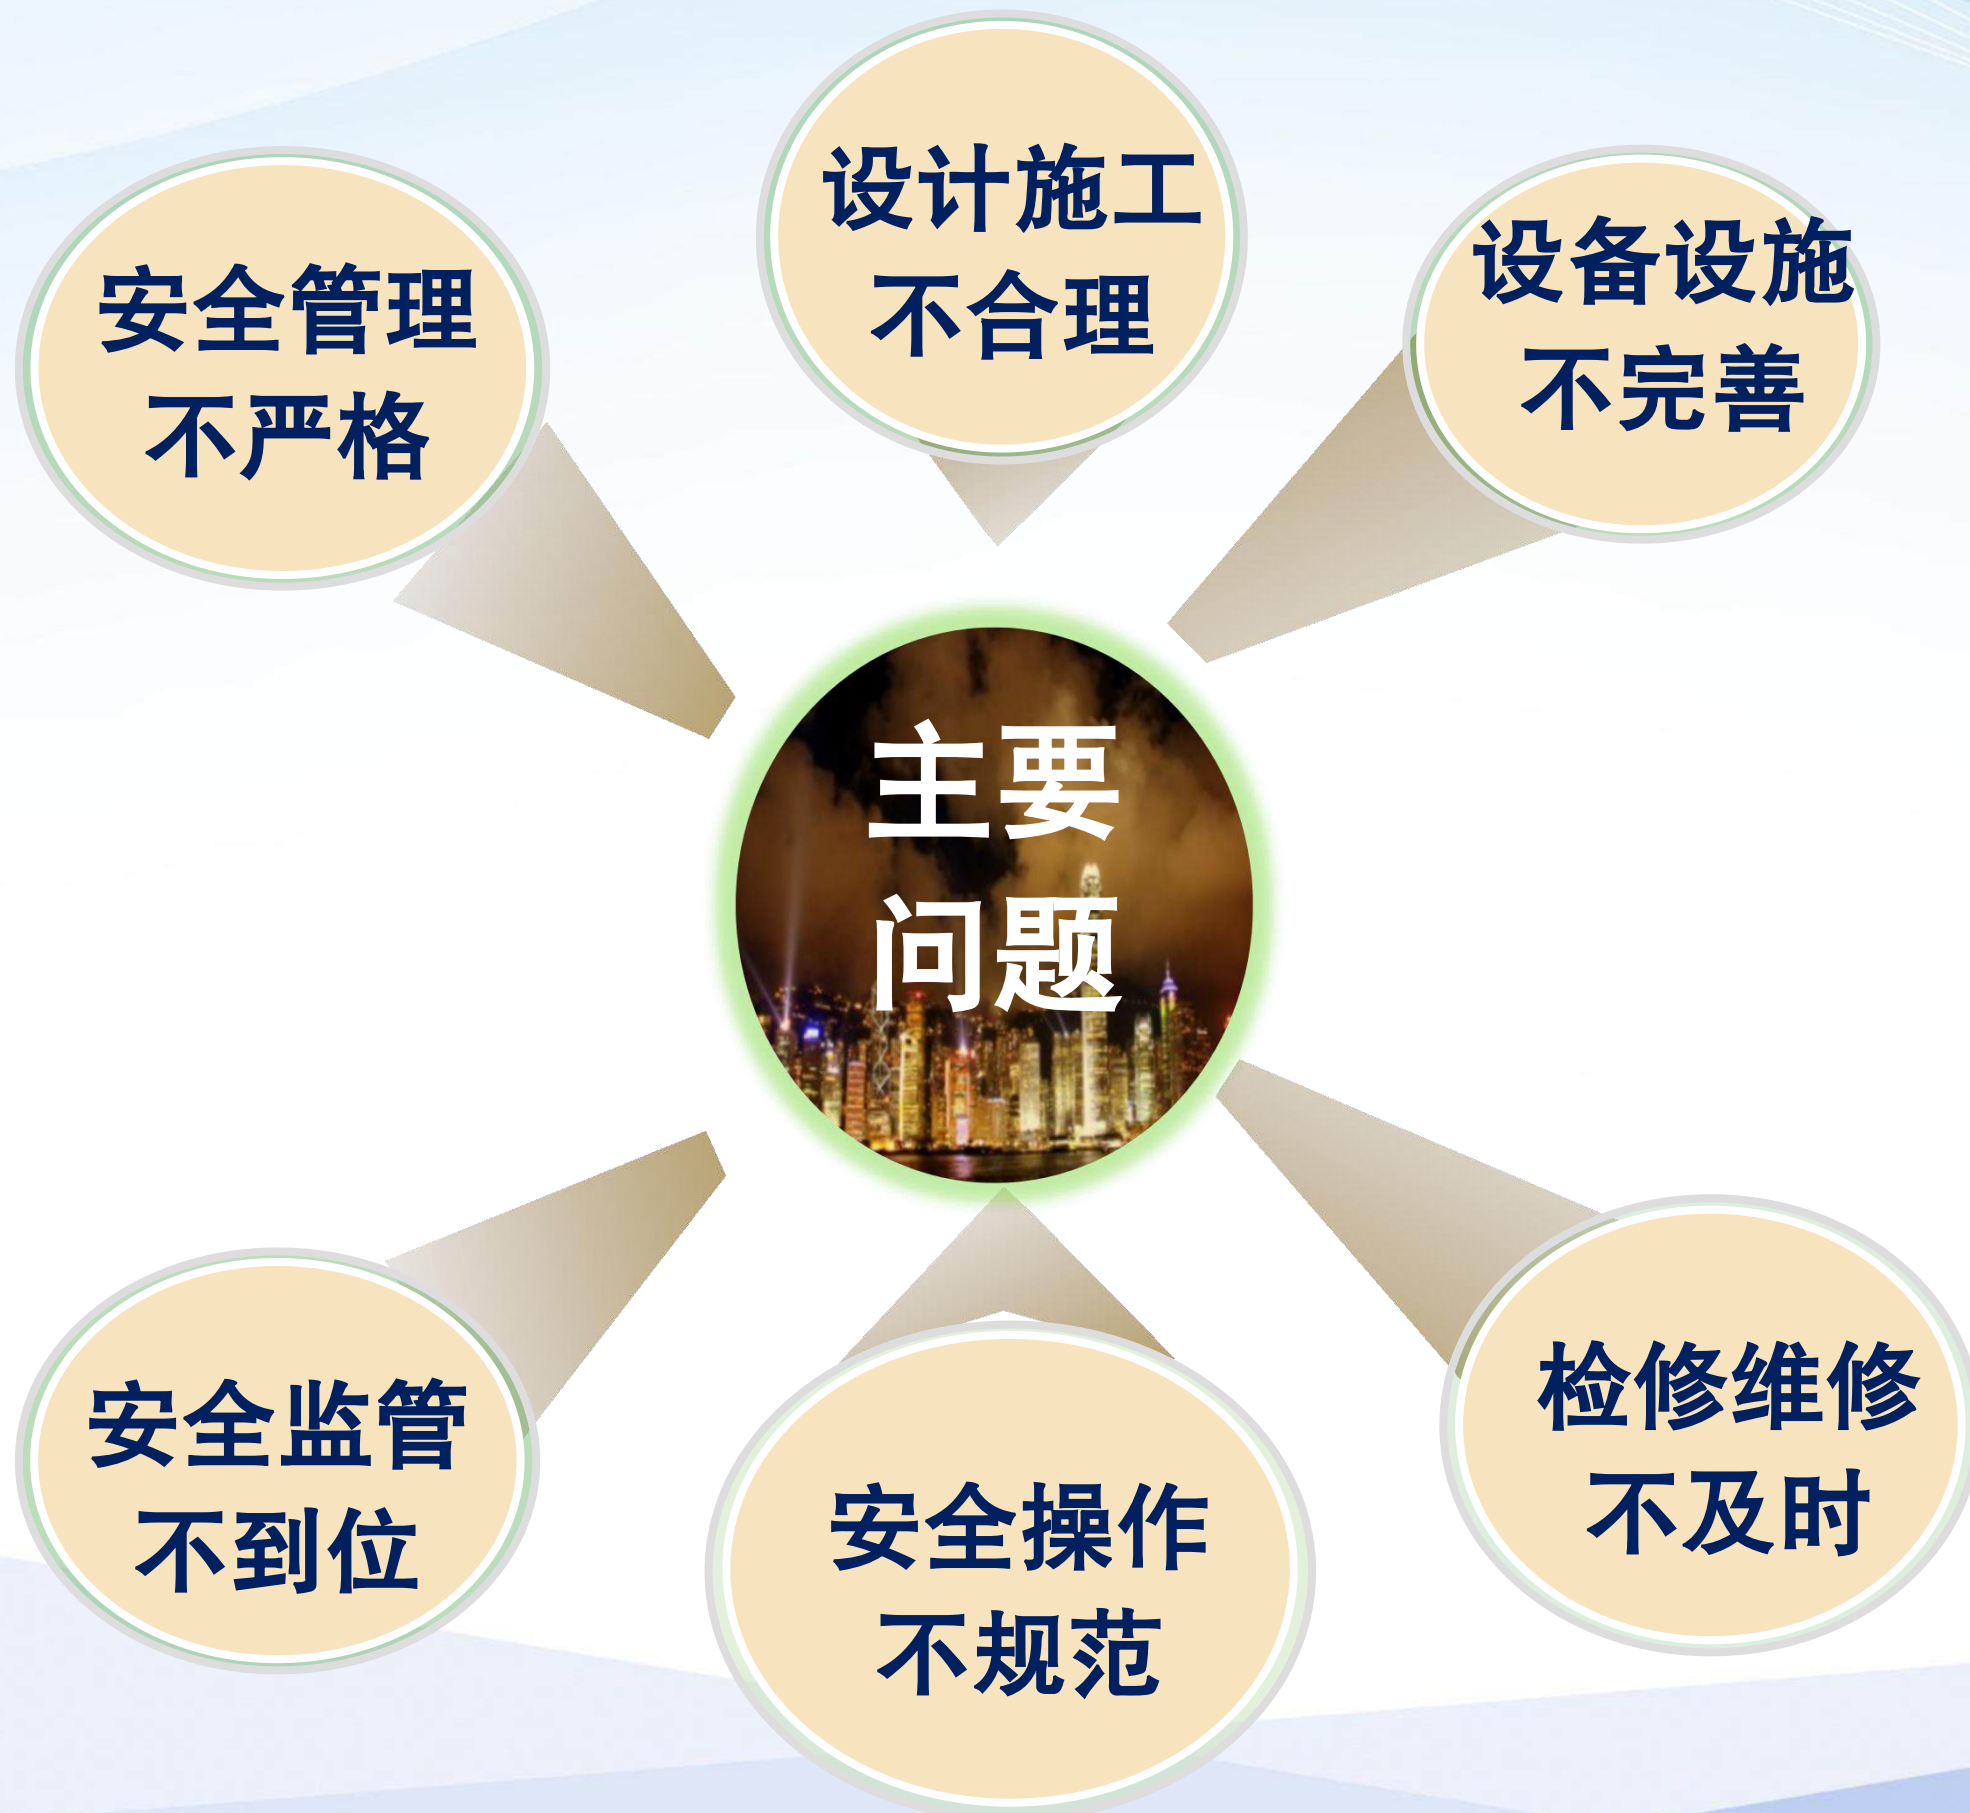 设计施工
不合理
设备设施
不完善
安全管理
不严格
主要
问题
检修维修
不及时
安全监管
不到位
安全操作
不规范